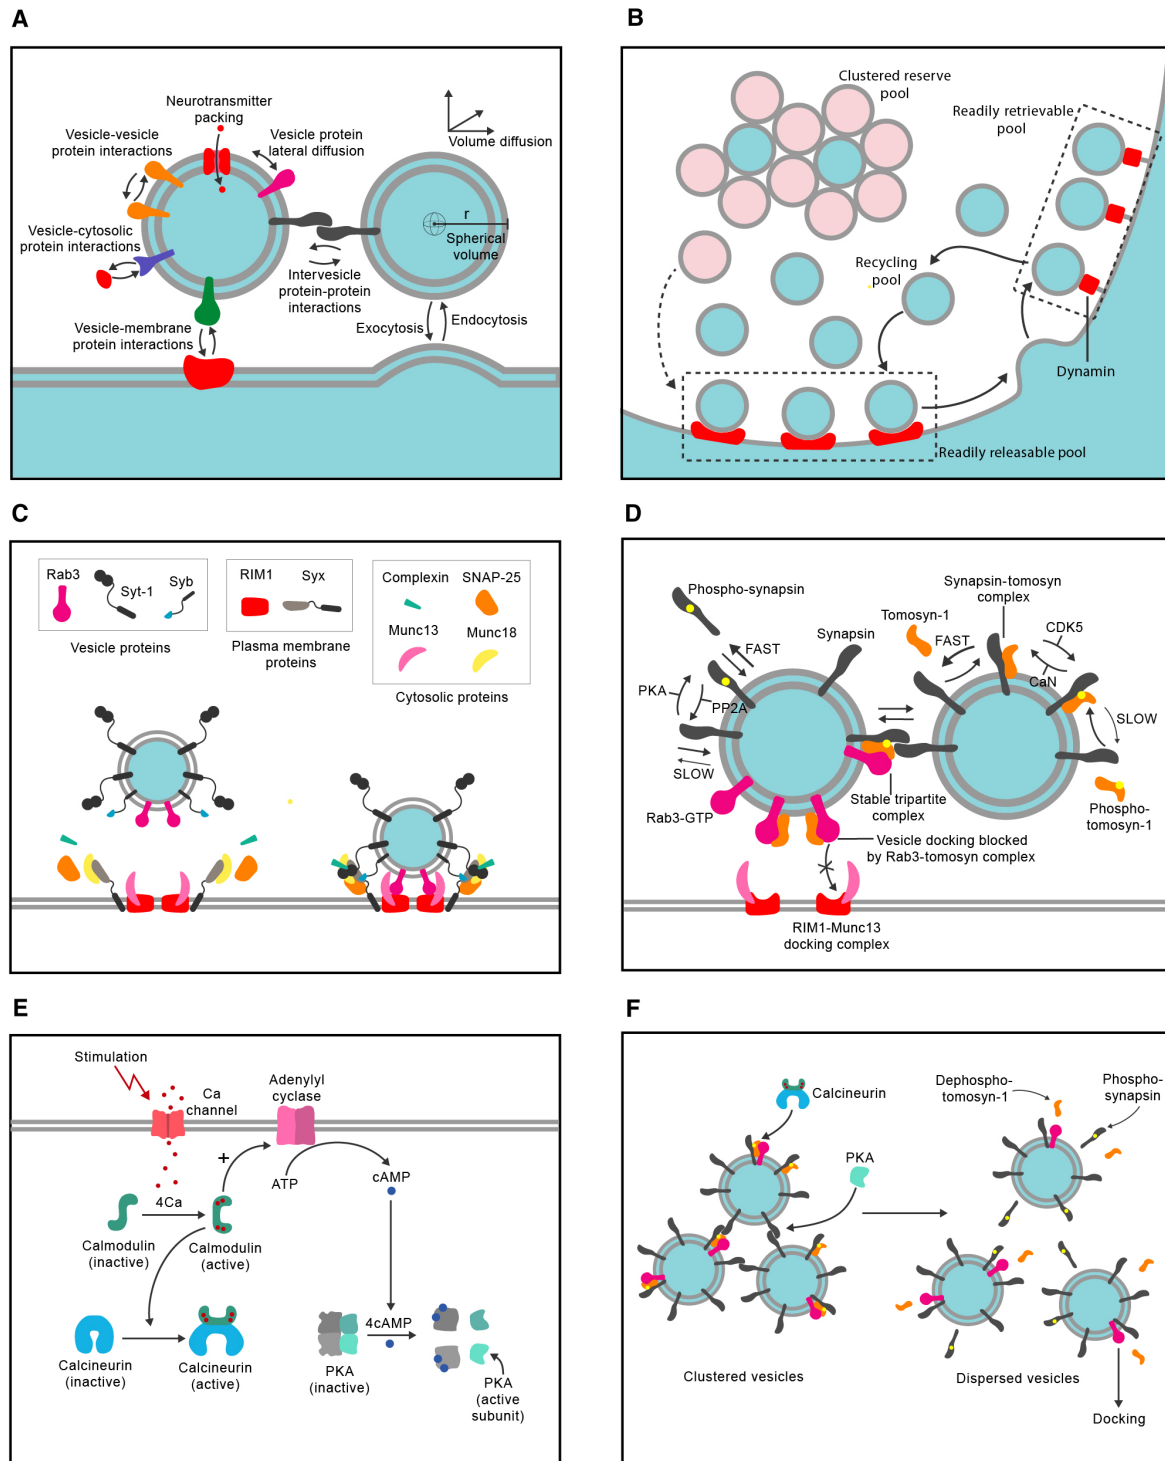 A
Neurotransmitter
packing
Vesicle-vesicle
protein interactions
Vesicle protein
lateral diffusion
Volume diffusion
Vesicle-cytosolic
protein interactions
r
Spherical
volume
Intervesicle
protein-protein
interactions
Vesicle-membrane
protein interactions
Exocytosis
Endocytosis
B
Clustered reserve
pool
Readily retrievable
pool
Recycling
pool
Dynamin
Readily releasable pool
C
Rab3
Syt-1
Syb
Vesicle proteins
RIM1
Syx
Plasma membrane
proteins
Complexin
SNAP-25
Munc13
Munc18
Cytosolic proteins
D
Phospho-synapsin
Synapsin-tomosyn
complex
Tomosyn-1
Synapsin
FAST
FAST
CDK5
CaN
PKA
PP2A
SLOW
SLOW
Rab3-GTP
Stable tripartite
complex
Phospho-
tomosyn-1
Vesicle docking blocked
by Rab3-tomosyn complex
RIM1-Munc13
docking complex
E
Stimulation
Ca
channel
Adenylyl
cyclase
+
ATP
cAMP
4Ca
Calmodulin
(inactive)
Calmodulin
(active)
4cAMP
Calcineurin
(inactive)
Calcineurin
(active)
PKA
(inactive)
PKA
(active
subunit)
F
Calcineurin
PKA
Dephospho-
tomosyn-1
Phospho-
synapsin
Clustered vesicles
Dispersed vesicles
Docking